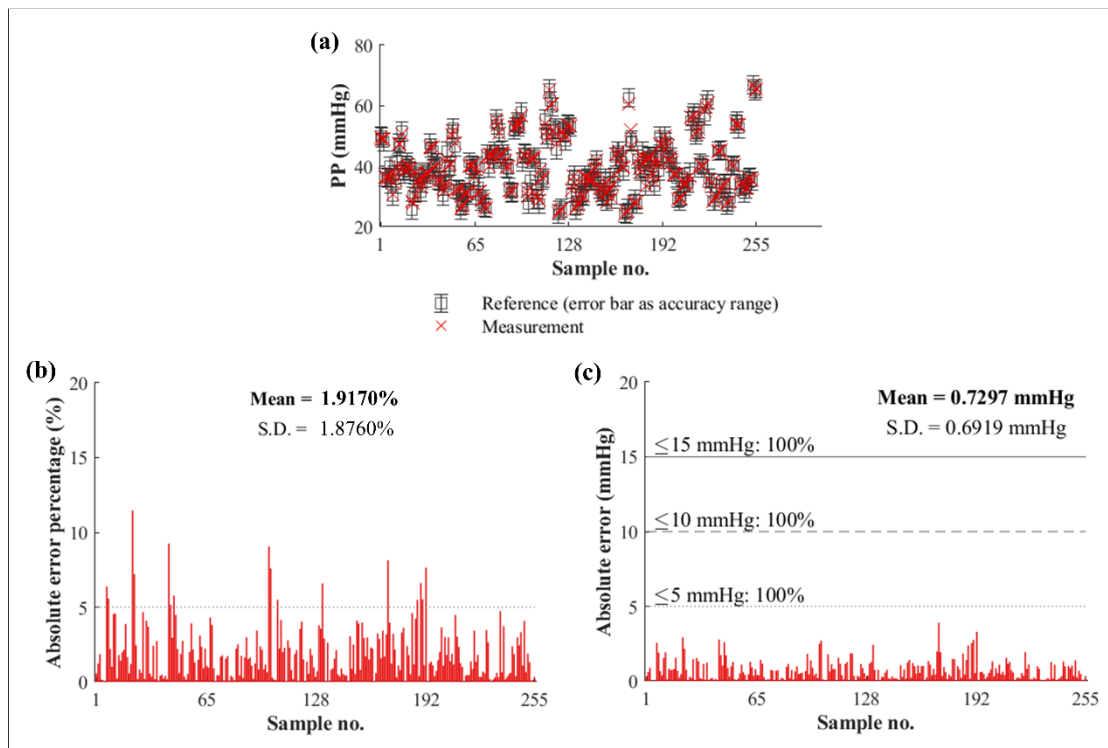 (a)
80
60
40
20
PP (mmHg)
1 65 128 192 255
Sample no.
Reference (error bar as accuracy range)
Measurement
(b)
20
15
10
5
0
Absolute error percentage (%)
Mean = 1.9170%
S.D. = 1.8760%
1 65 128 192 255
Sample no.
(c)
20
15
10
5
0
Absolute error (mmHg)
Mean = 0.7297 mmHg
S.D. = 0.6919 mmHg
≤15 mmHg: 100%
≤10 mmHg: 100%
≤5 mmHg: 100%
1 65 128 192 255
Sample no.